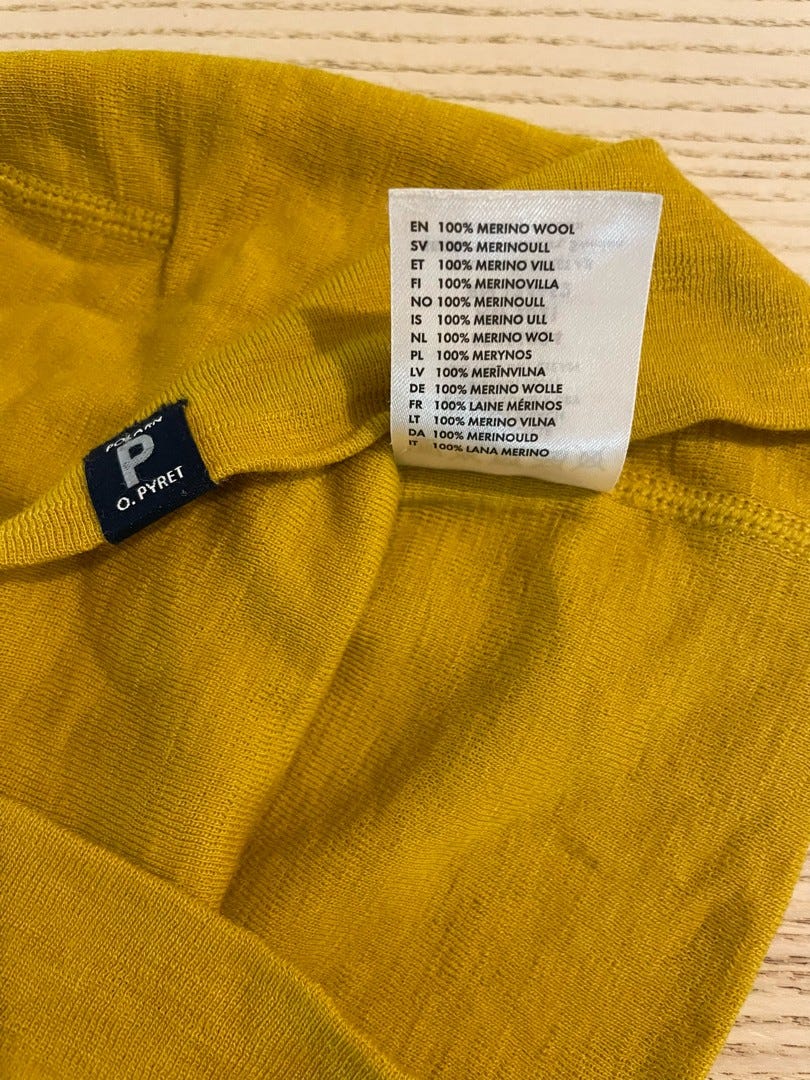 EN 100% MERINO WOOL
SV 100% MERINOULL
ET 100% MERINO VILL
FI 100% MERINOVILLA
NO 100% MERINOULL
IS 100% MERINO ULL
NL 100% MERINO WOL
PL 100% MERYNOS
LV 100% MERĪNVILNA
DE 100% MERINO WOLLE
FR 100% LAINE MÉRINOS
LT 100% MERINO VILNA
DA 100% MERINOULD
IT 100% LANA MERINO
POLARN
P
O. PYRET